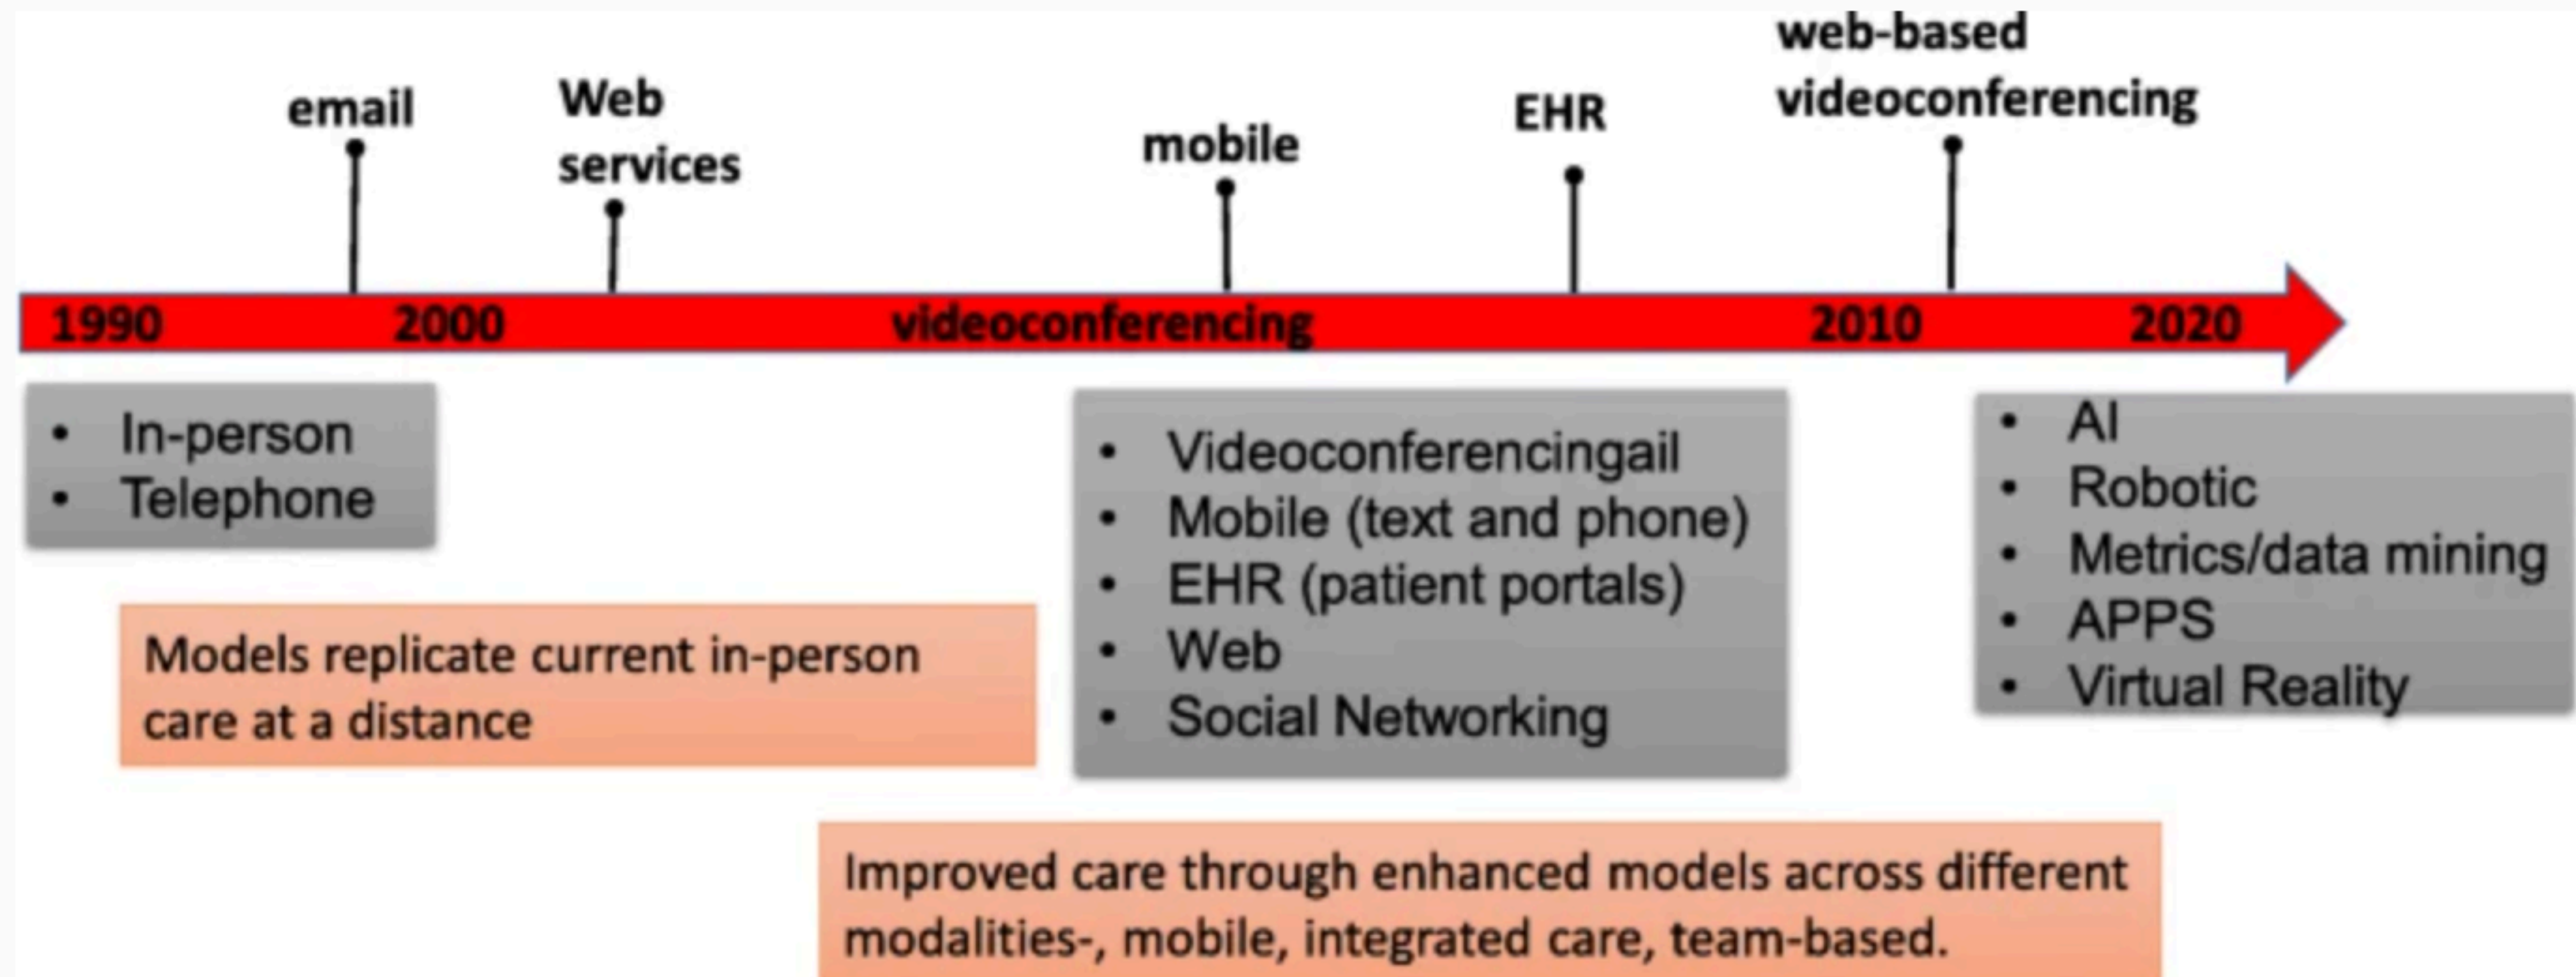 email
Web
services
mobile
EHR
web-based
videoconferencing
1990
2000
videoconferencing
2010
2020
• In-person
• Telephone
Models replicate current in-person
care at a distance
• Videoconferencingail
• Mobile (text and phone)
• EHR (patient portals)
• Web
• Social Networking
• AI
• Robotic
• Metrics/data mining
• APPS
• Virtual Reality
Improved care through enhanced models across different
modalities-, mobile, integrated care, team-based.